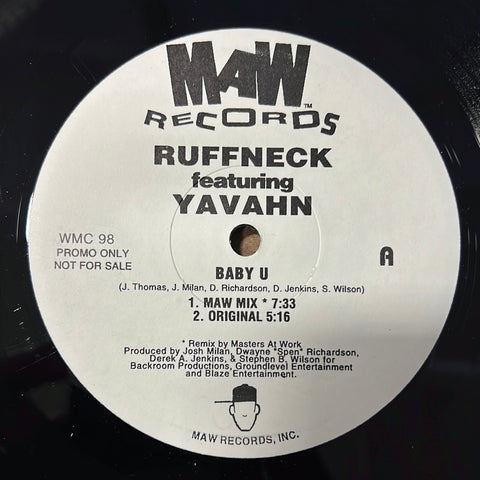 MAW™
RECORDS
RUFFNECK
featuring
YAVAHN
WMC 98
PROMO ONLY
NOT FOR SALE
A
BABY U
(J. Thomas, J. Milan, D. Richardson, D. Jenkins, S. Wilson)
1. MAW MIX * 7:33
2. ORIGINAL 5:16
* Remix by Masters At Work
Produced by Josh Milan, Dwayne "Spen" Richardson,
Derek A. Jenkins, & Stephen B. Wilson for
Backroom Productions, Groundlevel Entertainment
and Blaze Entertainment.
MAW RECORDS, INC.